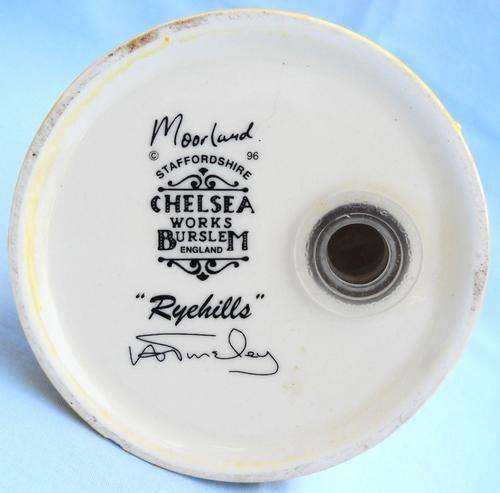 Moorland
© 96
STAFFORDSHIRE
CHELSEA
WORKS
BURSLEM
ENGLAND
"Ryehills"